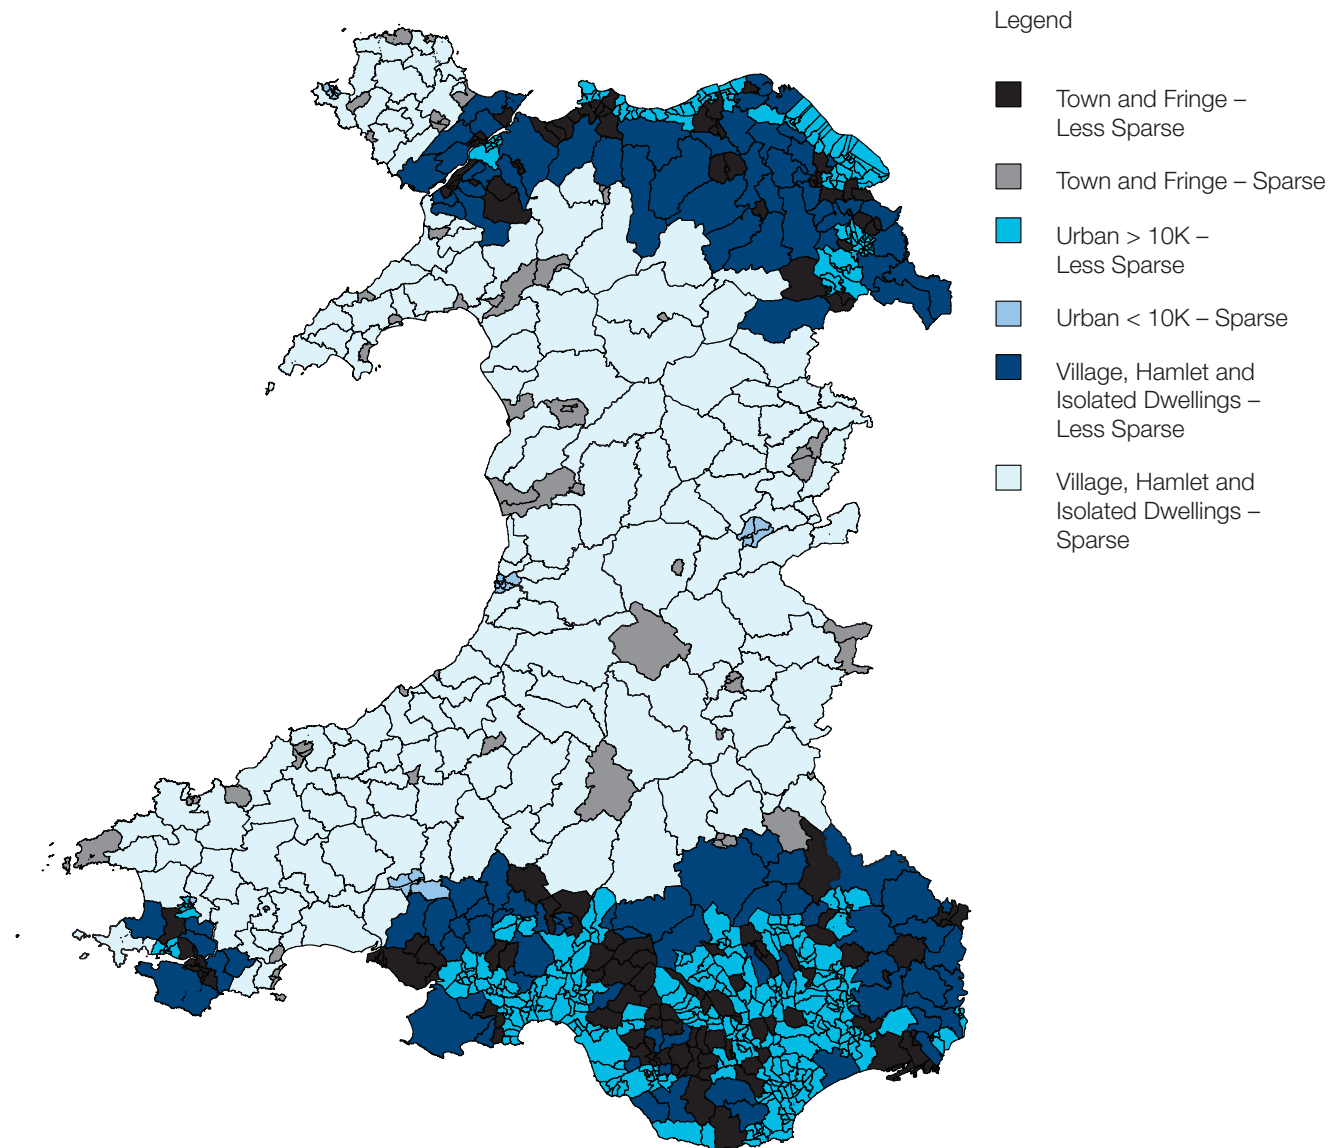 Legend
Town and Fringe –
Less Sparse
Town and Fringe – Sparse
Urban > 10K –
Less Sparse
Urban < 10K – Sparse
Village, Hamlet and
Isolated Dwellings –
Less Sparse
Village, Hamlet and
Isolated Dwellings –
Sparse